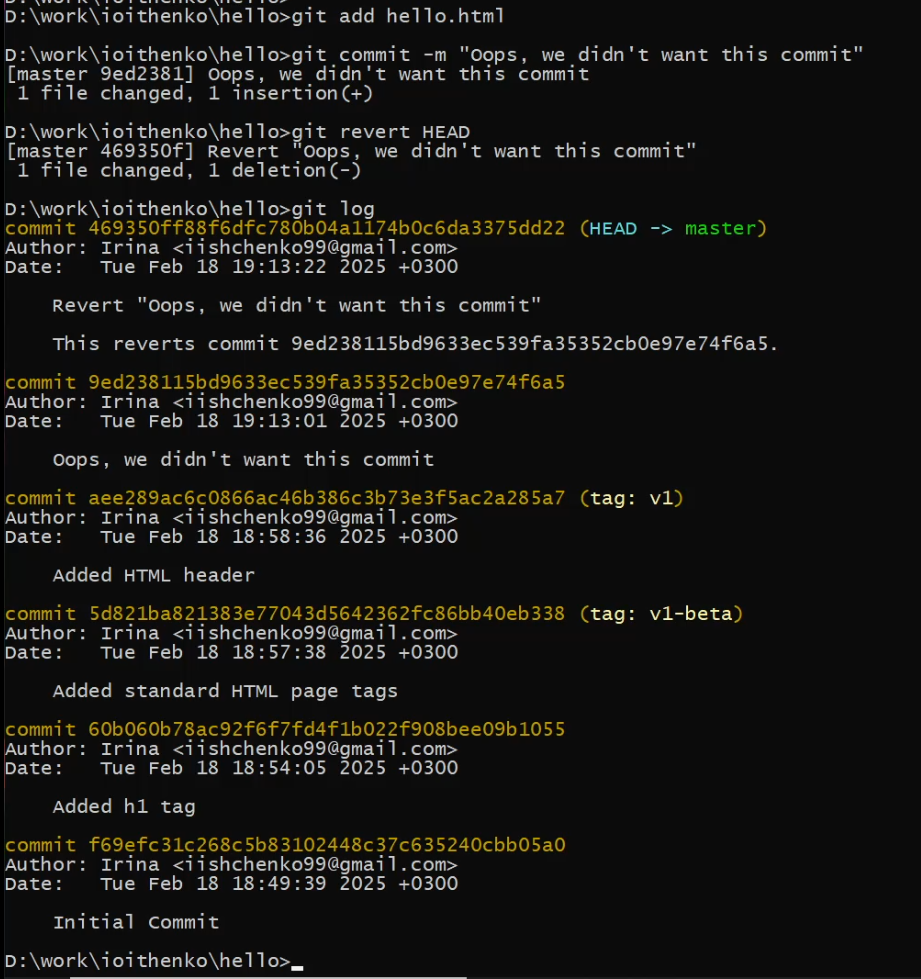 D:\work\ioithenko\hello>git add hello.html
D:\work\ioithenko\hello>git commit -m "Oops, we didn't want this commit"
[master 9ed2381] Oops, we didn't want this commit
1 file changed, 1 insertion(+)
D:\work\ioithenko\hello>git revert HEAD
[master 469350f] Revert "Oops, we didn't want this commit"
1 file changed, 1 deletion(-)
D:\work\ioithenko\hello>git log
commit 469350ff88f6dfc780b04a1174b0c6da3375dd22 (HEAD -> master)
Author: Irina <iishchenko99@gmail.com>
Date:   Tue Feb 18 19:13:22 2025 +0300
Revert "Oops, we didn't want this commit"
This reverts commit 9ed238115bd9633ec539fa35352cb0e97e74f6a5.
commit 9ed238115bd9633ec539fa35352cb0e97e74f6a5
Author: Irina <iishchenko99@gmail.com>
Date:   Tue Feb 18 19:13:01 2025 +0300
Oops, we didn't want this commit
commit aee289ac6c0866ac46b386c3b73e3f5ac2a285a7 (tag: v1)
Author: Irina <iishchenko99@gmail.com>
Date:   Tue Feb 18 18:58:36 2025 +0300
Added HTML header
commit 5d821ba821383e77043d5642362fc86bb40eb338 (tag: v1-beta)
Author: Irina <iishchenko99@gmail.com>
Date:   Tue Feb 18 18:57:38 2025 +0300
Added standard HTML page tags
commit 60b060b78ac92f6f7fd4f1b022f908bee09b1055
Author: Irina <iishchenko99@gmail.com>
Date:   Tue Feb 18 18:54:05 2025 +0300
Added h1 tag
commit f69efc31c268c5b83102448c37c635240cbb05a0
Author: Irina <iishchenko99@gmail.com>
Date:   Tue Feb 18 18:49:39 2025 +0300
Initial Commit
D:\work\ioithenko\hello>